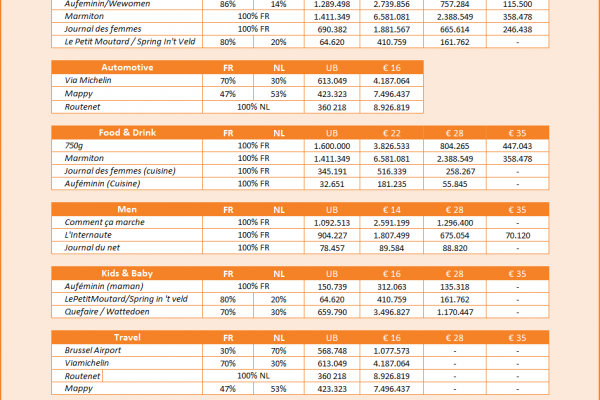 Aufeminin/Wewomen 86% 14% 1.289.498 2.739.856 757.284 115.500
Marmiton 100% FR 1.411.349 6.581.081 2.388.549 358.478
Journal des femmes 100% FR 690.382 1.881.567 665.614 246.438
Le Petit Moutard / Spring In't Veld 80% 20% 64.620 410.759 161.762 -
Automotive FR NL UB € 16
Via Michelin 70% 30% 613.049 4.187.064
Mappy 47% 53% 423.323 7.496.437
Routenet 100% NL 360 218 8.926.819
Food & Drink UB € 22 € 28 € 35
750g 100% FR 1.600.000 3.826.533 804.265 447.043
Marmiton 100% FR 1.411.349 6.581.081 2.388.549 358.478
Journal des femmes (cuisine) 100% FR 345.191 516.339 258.267 -
Auféminin (Cuisine) 100% FR 32.651 181.235 55.845 -
Men FR NL UB € 14 € 28 € 35
Comment ça marche 100% FR 1.092.513 2.591.199 1.296.400 -
L'Internaute 100% FR 904.227 1.807.499 675.054 70.120
Journal du net 100% FR 78.457 89.584 88.820 -
Kids & Baby FR NL UB € 16 € 28 € 35
Auféminin (maman) 100% FR 150.739 312.063 135.318 -
LePetitMoutard/Spring in 't veld 80% 20% 64.620 410.759 161.762 -
Quefaire / Wattedoen 70% 30% 659.790 3.496.827 1.170.447 -
Travel FR NL UB € 16 € 28 € 35
Brussel Airport 30% 70% 568.748 1.077.573 - -
Viamichelin 70% 30% 613.049 4.187.064 - -
Routenet 100% NL 360 218 8.926.819 - -
Mappy 47% 53% 423.323 7.496.437 - -